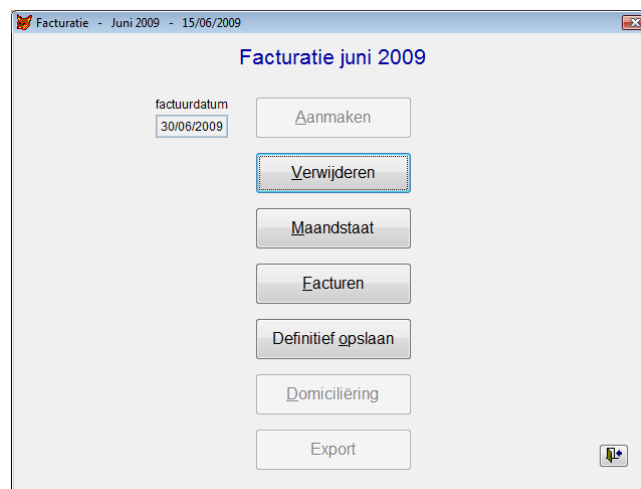 Facturatie - Juni 2009 - 15/06/2009
Facturatie juni 2009
factuurdatum
30/06/2009
Aanmaken
Verwijderen
Maandstaat
Facturen
Definitief opslaan
Domiciliëring
Export